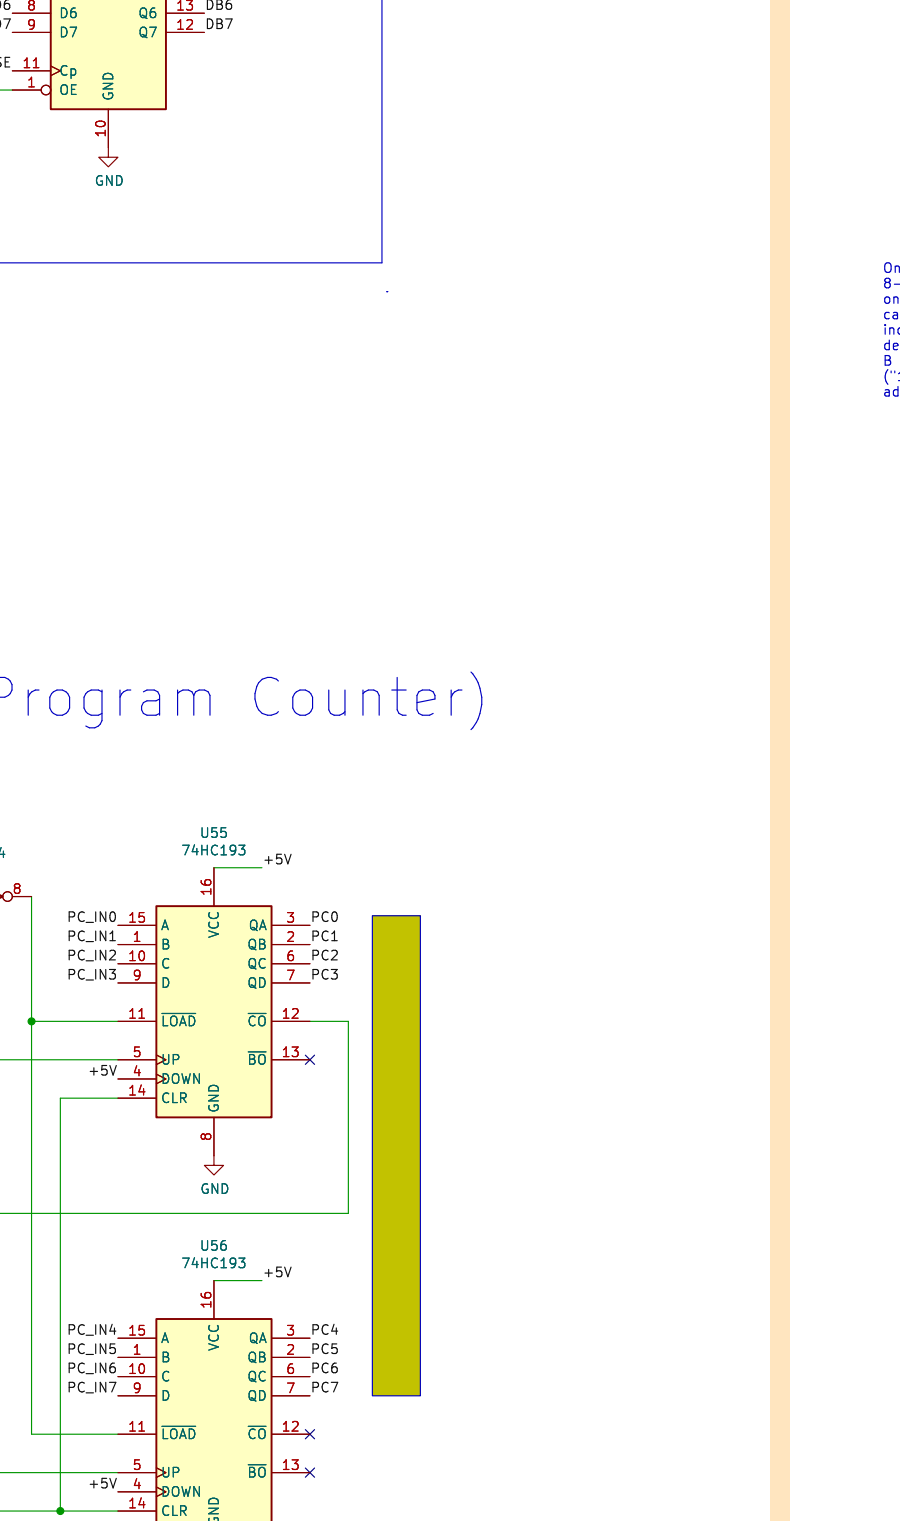 8 D6 Q6 13 DB6
9 D7 Q7 12 DB7
11 Cp
1 OE
GND
10
GND
8-
Program Counter)
U55
74HC193
+5V
16
VCC
8
PC_IN0 15 A QA 3 PC0
PC_IN1 1 B QB 2 PC1
PC_IN2 10 C QC 6 PC2
PC_IN3 9 D QD 7 PC3
11 LOAD CO 12
5 UP BO 13
+5V 4 DOWN
14 CLR
GND
8
GND
U56
74HC193
+5V
16
VCC
PC_IN4 15 A QA 3 PC4
PC_IN5 1 B QB 2 PC5
PC_IN6 10 C QC 6 PC6
PC_IN7 9 D QD 7 PC7
11 LOAD CO 12
5 UP BO 13
+5V 4 DOWN
14 CLR
GND